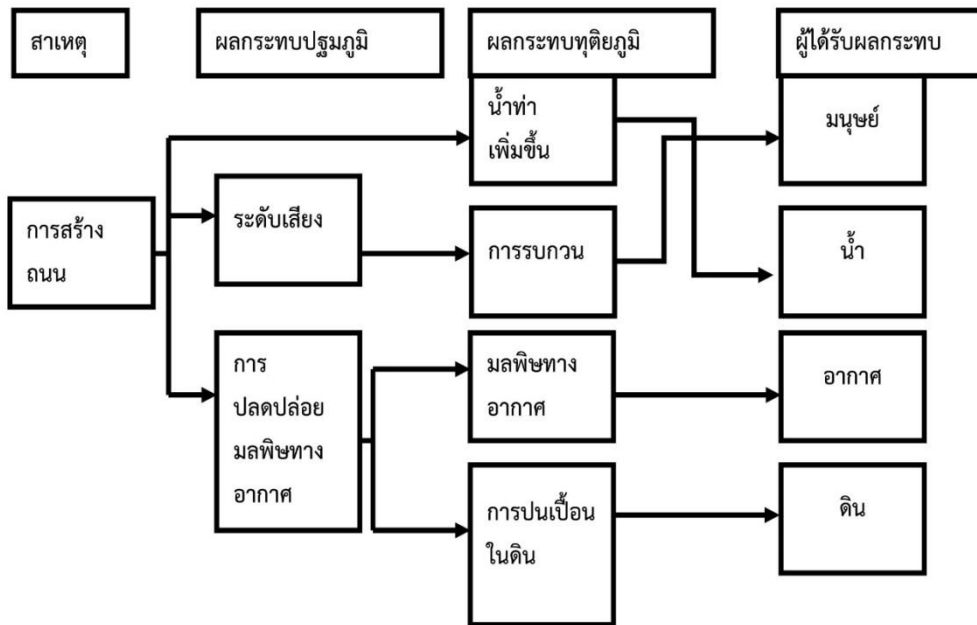 สาเหตุ
ผลกระทบปฐมภูมิ
ผลกระทบทุติยภูมิ
ผู้ได้รับผลกระทบ
การสร้าง
ถนน
ระดับเสียง
การ
ปลดปล่อย
มลพิษทาง
อากาศ
น้ำท่า
เพิ่มขึ้น
การรบกวน
มลพิษทาง
อากาศ
การปนเปื้อน
ในดิน
มนุษย์
น้ำ
อากาศ
ดิน